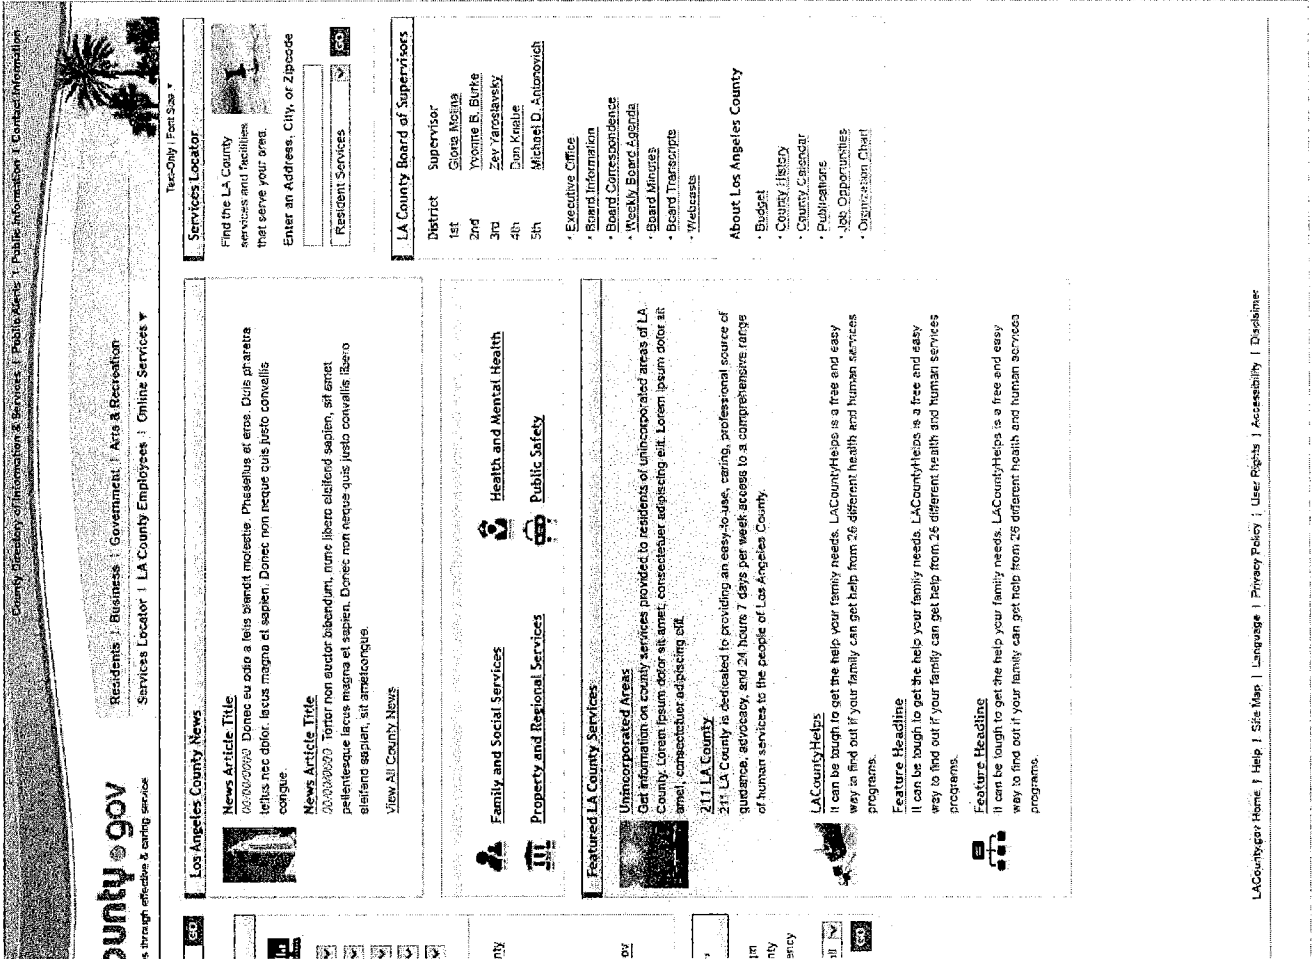 County Directory of Information & Services | Public Alerts | Public Information | Contact Information
ounty gov
s through effective & caring service
Residents | Business | Government | Arts & Recreation
Services Locator | LA County Employees | Online Services ▼
Text-Only | Font Size ▼
GO
nty
ov
nty
ency
GO
Los Angeles County News
News Article Title
00/00/0000 Donec eu odio a felis blandit molestie. Phasellus et eros. Duis pharetra
tellus nec dolor. lacus magna et sapien. Donec non neque quis justo convallis
congue.
News Article Title
00/00/0000 Tortor non auctor bibendum, nunc libero eleifend sapien, sit amet
pellentesque lacus magna et sapien. Donec non neque quis justo convallis libero
eleifend sapien, sit ametcongue.
View All County News
Family and Social Services
Health and Mental Health
Property and Regional Services
Public Safety
Featured LA County Services
Unincorporated Areas
Get information on county services provided to residents of unincorporated areas of LA
County. Lorem ipsum dolor sit amet, consectetuer adipiscing elit. Lorem ipsum dolor sit
amet, consectetuer adipiscing elit.
211 LA County
211 LA County is dedicated to providing an easy-to-use, caring, professional source of
guidance, advocacy, and 24 hours 7 days per week access to a comprehensive range
of human services to the people of Los Angeles County.
LACountyHelps
It can be tough to get the help your family needs. LACountyHelps is a free and easy
way to find out if your family can get help from 26 different health and human services
programs.
Feature Headline
It can be tough to get the help your family needs. LACountyHelps is a free and easy
way to find out if your family can get help from 26 different health and human services
programs.
Feature Headline
It can be tough to get the help your family needs. LACountyHelps is a free and easy
way to find out if your family can get help from 26 different health and human services
programs.
Services Locator
Find the LA County
services and facilities
that serve your area.
Enter an Address, City, or Zipcode
Resident Services
GO
LA County Board of Supervisors
District Supervisor
1st Gloria Molina
2nd Yvonne B. Burke
3rd Zev Yaroslavsky
4th Don Knabe
5th Michael D. Antonovich
• Executive Office
• Board Information
• Board Correspondence
• Weekly Board Agenda
• Board Minutes
• Board Transcripts
• Webcasts
About Los Angeles County
• Budget
• County History
• County Calendar
• Publications
• Job Opportunities
• Organization Chart
LACounty.gov Home | Help | Site Map | Language | Privacy Policy | User Rights | Accessibility | Disclaimer